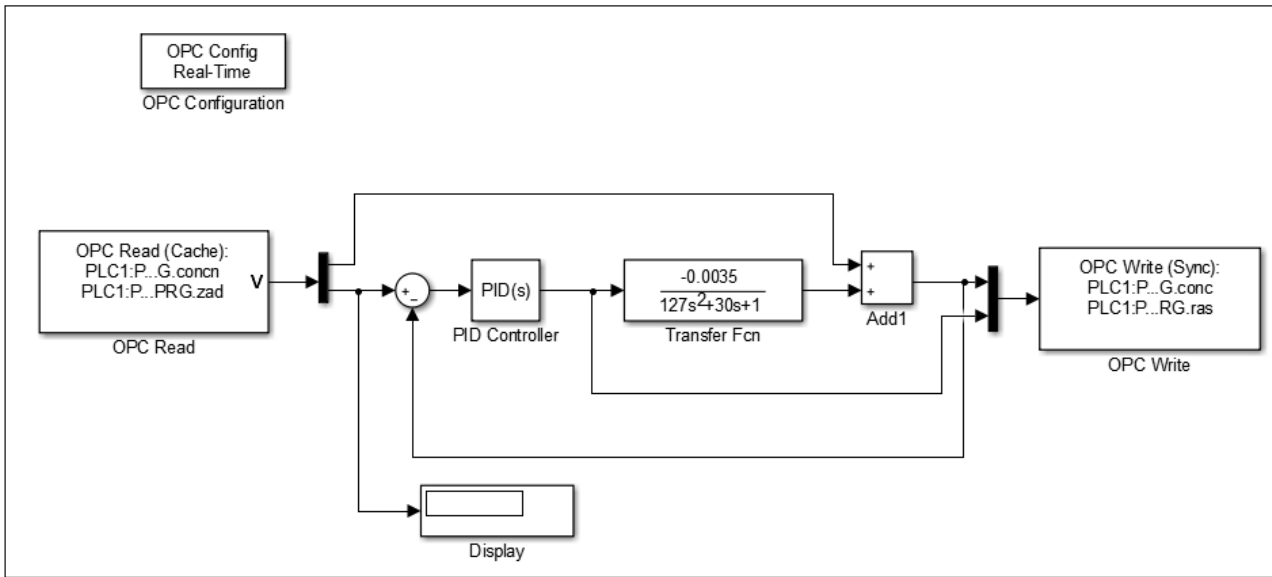 OPC Config
Real-Time
OPC Configuration
OPC Read (Cache):
PLC1:P...G.concn
PLC1:P...PRG.zad
V
OPC Read
+
−
PID(s)
PID Controller
-0.0035
127s²+30s+1
Transfer Fcn
+
+
Add1
OPC Write (Sync):
PLC1:P...G.conc
PLC1:P...RG.ras
OPC Write
Display